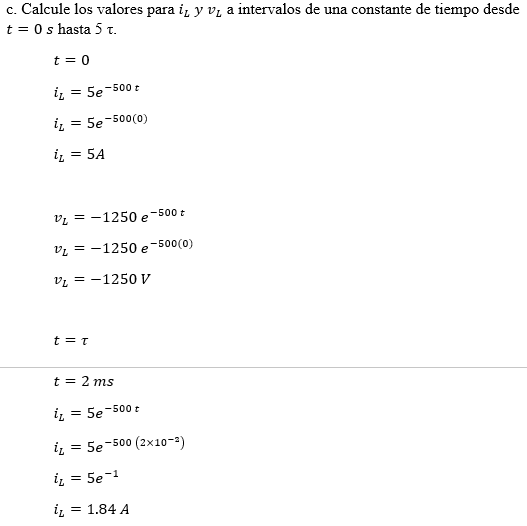 c. Calcule los valores para i_L y v_L a intervalos de una constante de tiempo desde
t = 0 s hasta 5 τ.
t = 0
i_L = 5e^{-500 t}
i_L = 5e^{-500(0)}
i_L = 5A
v_L = -1250 e^{-500 t}
v_L = -1250 e^{-500(0)}
v_L = -1250 V
t = τ
t = 2 ms
i_L = 5e^{-500 t}
i_L = 5e^{-500 (2×10^{-3})}
i_L = 5e^{-1}
i_L = 1.84 A